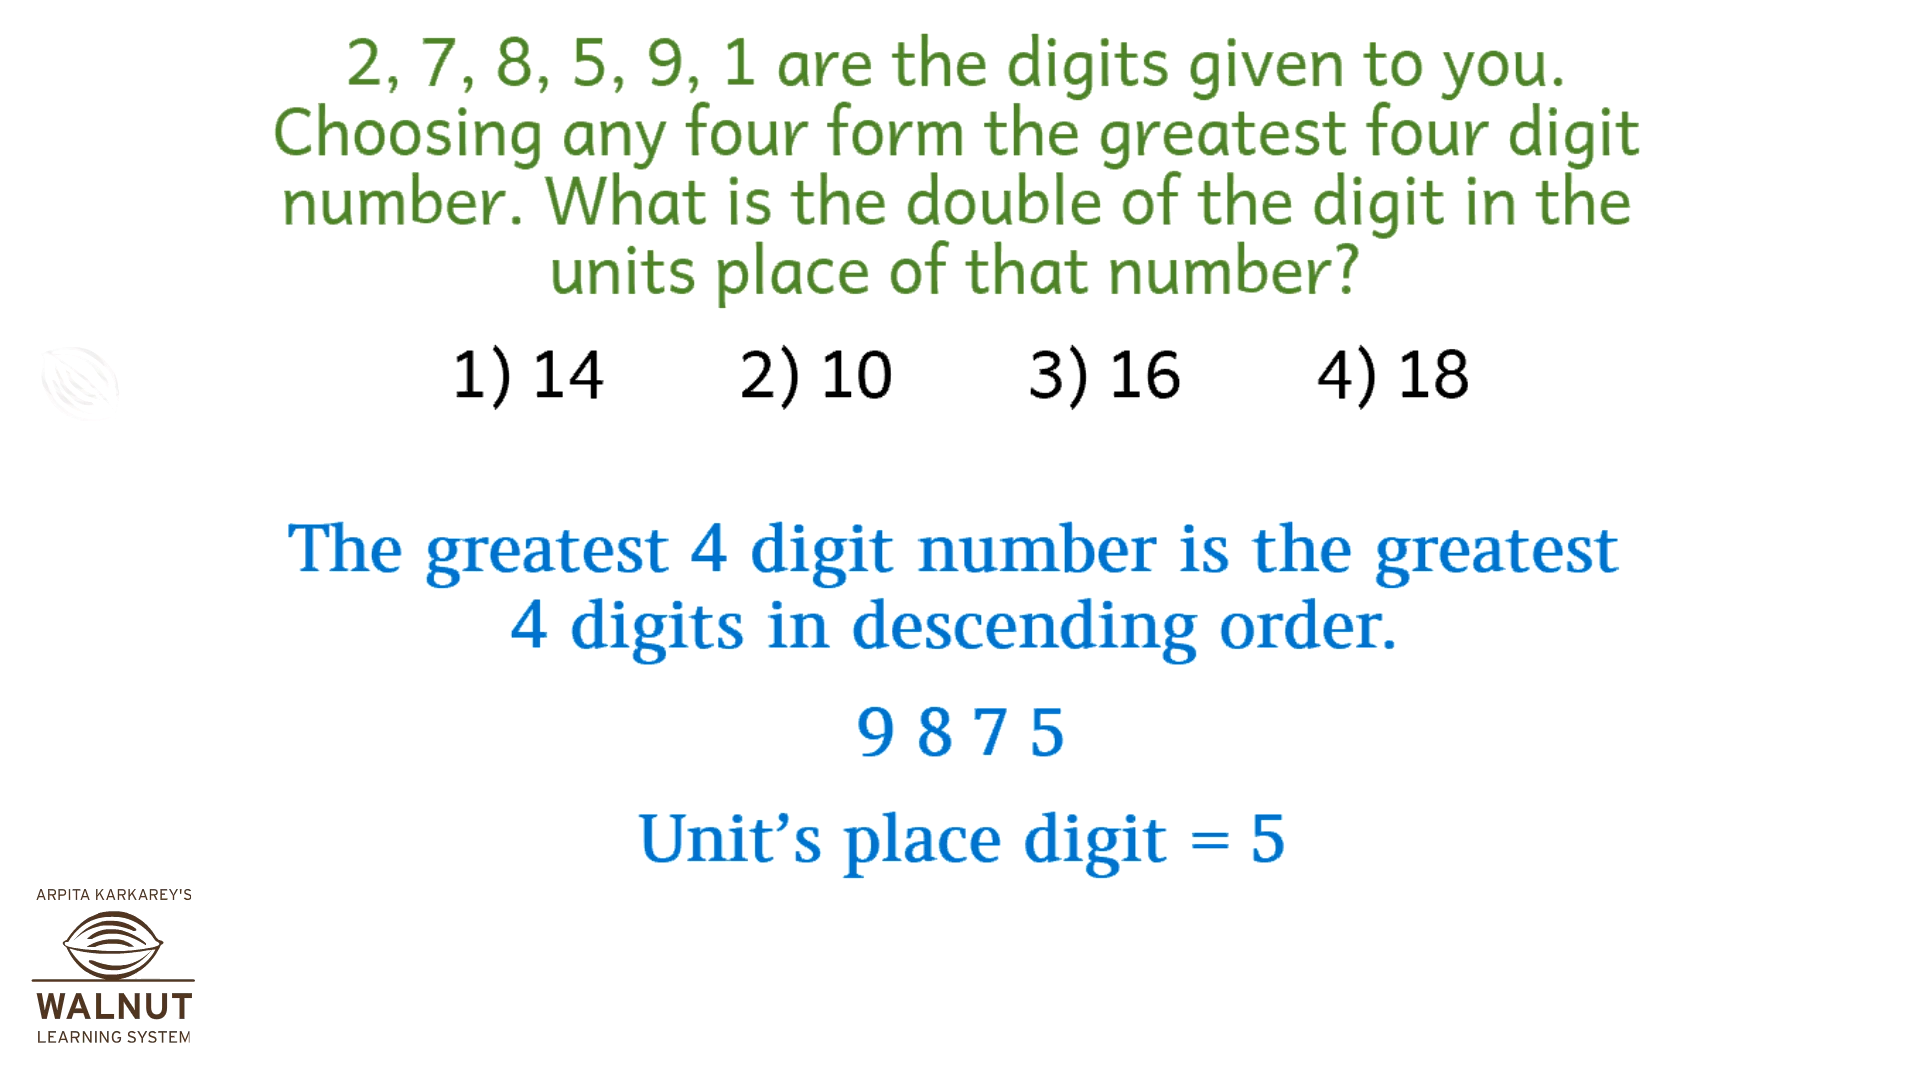 2, 7, 8, 5, 9, 1 are the digits given to you.
Choosing any four form the greatest four digit
number. What is the double of the digit in the
units place of that number?
1) 14 2) 10 3) 16 4) 18
The greatest 4 digit number is the greatest
4 digits in descending order.
9 8 7 5
Unit’s place digit = 5
ARPITA KARKAREY'S
WALNUT
LEARNING SYSTEM